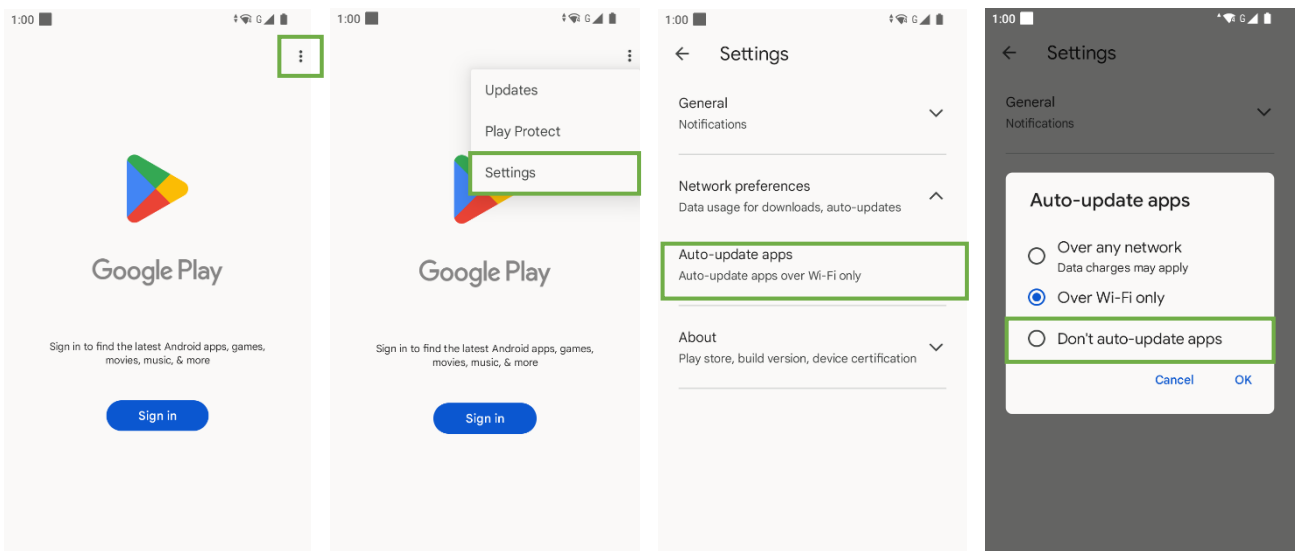 1:00 G
Google Play
Sign in to find the latest Android apps, games,
movies, music, & more
Sign in
1:00 G
Updates
Play Protect
Settings
Google Play
Sign in to find the latest Android apps, games,
movies, music, & more
Sign in
1:00 G
Settings
General
Notifications
Network preferences
Data usage for downloads, auto-updates
Auto-update apps
Auto-update apps over Wi-Fi only
About
Play store, build version, device certification
1:00 G
Settings
General
Notifications
Auto-update apps
Over any network
Data charges may apply
Over Wi-Fi only
Don't auto-update apps
Cancel OK